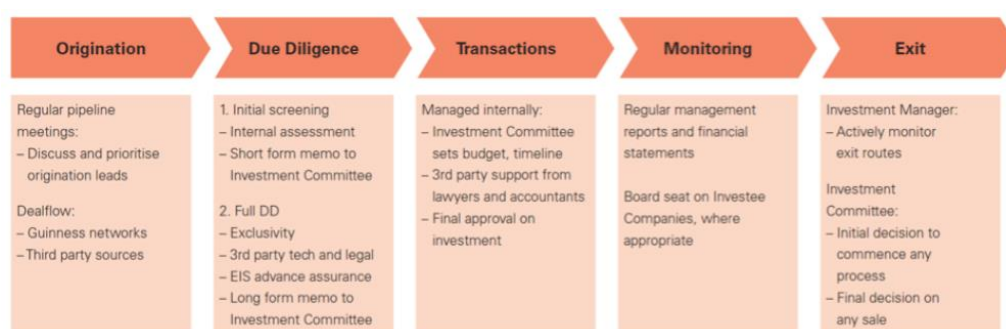 Origination
Due Diligence
Transactions
Monitoring
Exit
Regular pipeline
meetings:
– Discuss and prioritise
origination leads
Dealflow:
– Guinness networks
– Third party sources
1. Initial screening
– Internal assessment
– Short form memo to
Investment Committee
2. Full DD
– Exclusivity
– 3rd party tech and legal
– EIS advance assurance
– Long form memo to
Investment Committee
Managed internally:
– Investment Committee
sets budget, timeline
– 3rd party support from
lawyers and accountants
– Final approval on
investment
Regular management
reports and financial
statements
Board seat on Investee
Companies, where
appropriate
Investment Manager:
– Actively monitor
exit routes
Investment
Committee:
– Initial decision to
commence any
process
– Final decision on
any sale